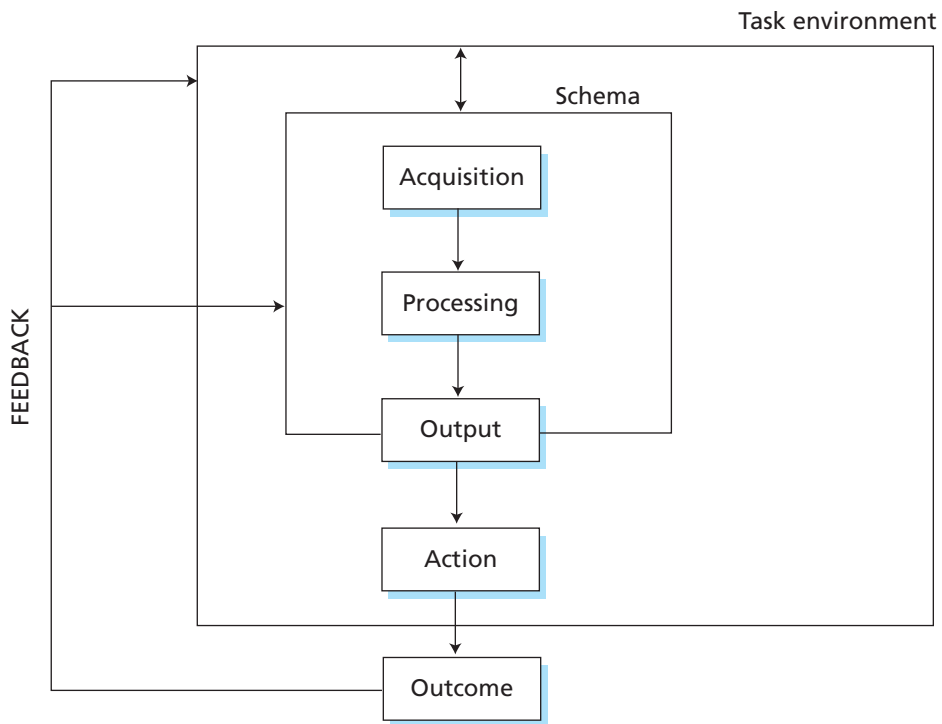 Task environment
Schema
Acquisition
Processing
FEEDBACK
Output
Action
Outcome